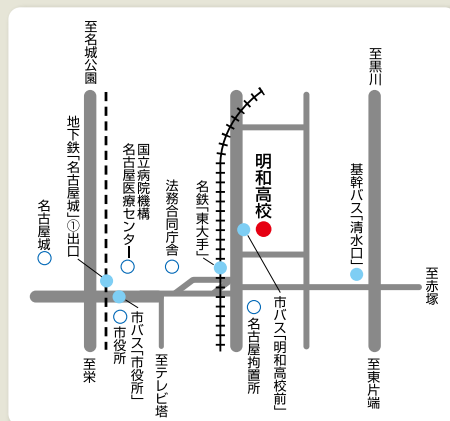 至名城公園
至黒川
地下鉄「名古屋城」①出口
国立病院機構
名古屋医療センター
法務合同庁舎
名鉄「東大手」
明和高校
基幹バス「清水口」
名古屋城
至赤塚
市バス「市役所」
市役所
市バス「明和高校前」
名古屋拘置所
至栄
至テレビ塔
至東片端